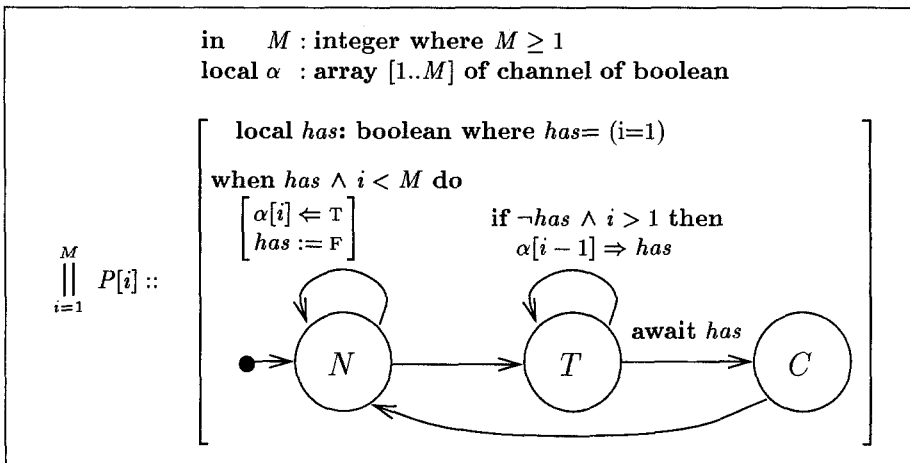 in M : integer where M ≥ 1
local α : array [1..M] of channel of boolean
local has: boolean where has= (i=1)
when has ∧ i < M do
α[i] ⇐ T
has := F
if ¬has ∧ i > 1 then
α[i − 1] ⇒ has
M
|| P[i] ::
i=1
await has
N
T
C